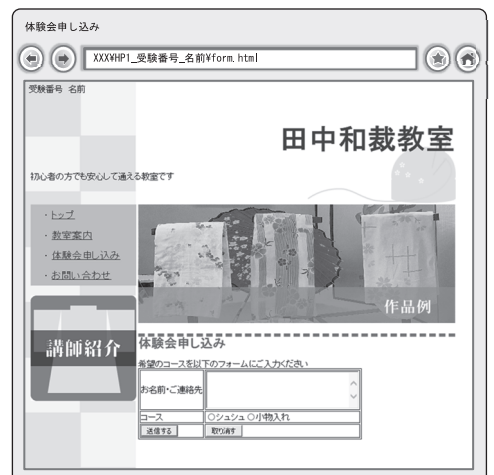 体験会申し込み
XXX¥HP1_受験番号_名前¥form.html
受験番号 名前
田中和裁教室
初心者の方でも安心して通える教室です
・トップ
・教室案内
・体験会申し込み
・お問い合わせ
作品例
講師紹介
体験会申し込み
希望のコースを以下のフォームにご入力ください
お名前・ご連絡先
コース ○シュシュ ○小物入れ
送信する 取り消す